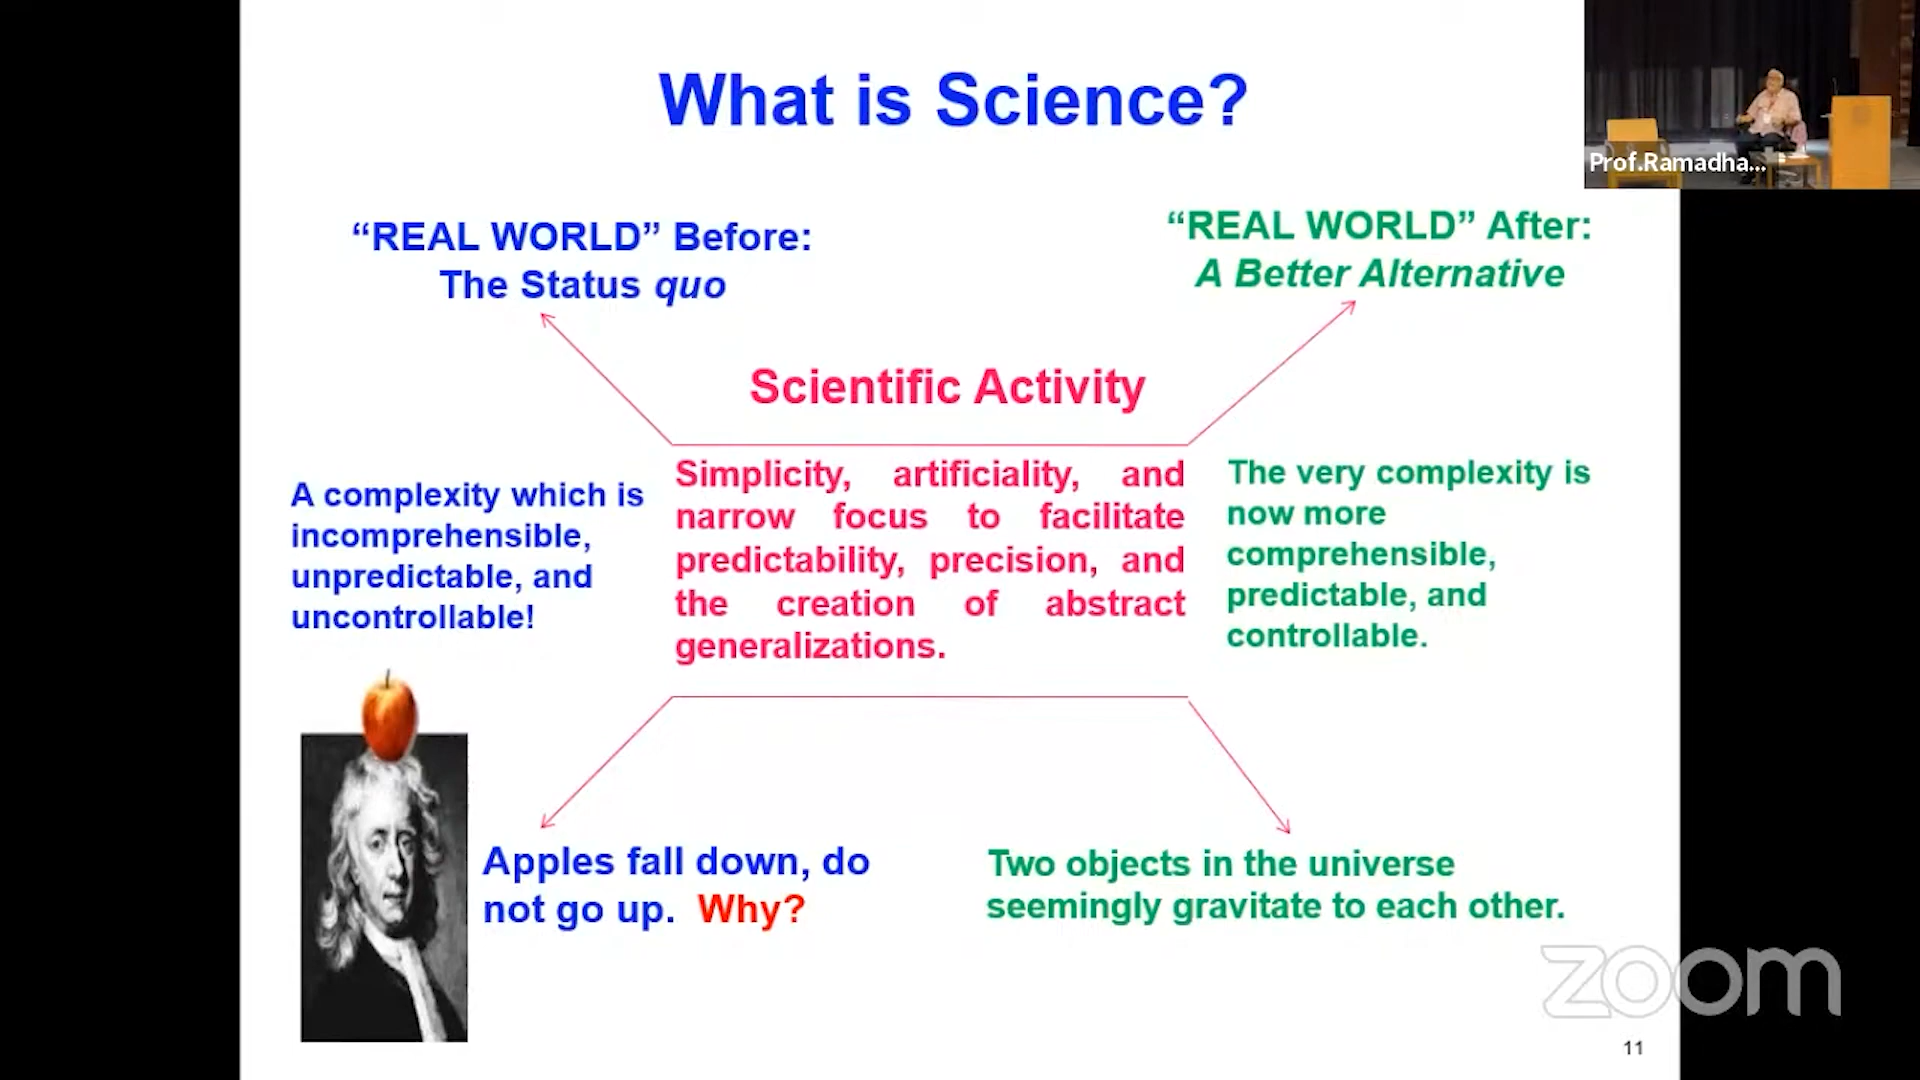 What is Science?
Prof.Ramadha...
“REAL WORLD” Before:
The Status quo
“REAL WORLD” After:
A Better Alternative
Scientific Activity
A complexity which is
incomprehensible,
unpredictable, and
uncontrollable!
Simplicity, artificiality, and
narrow focus to facilitate
predictability, precision, and
the creation of abstract
generalizations.
The very complexity is
now more
comprehensible,
predictable, and
controllable.
Apples fall down, do
not go up. Why?
Two objects in the universe
seemingly gravitate to each other.
zoom
11